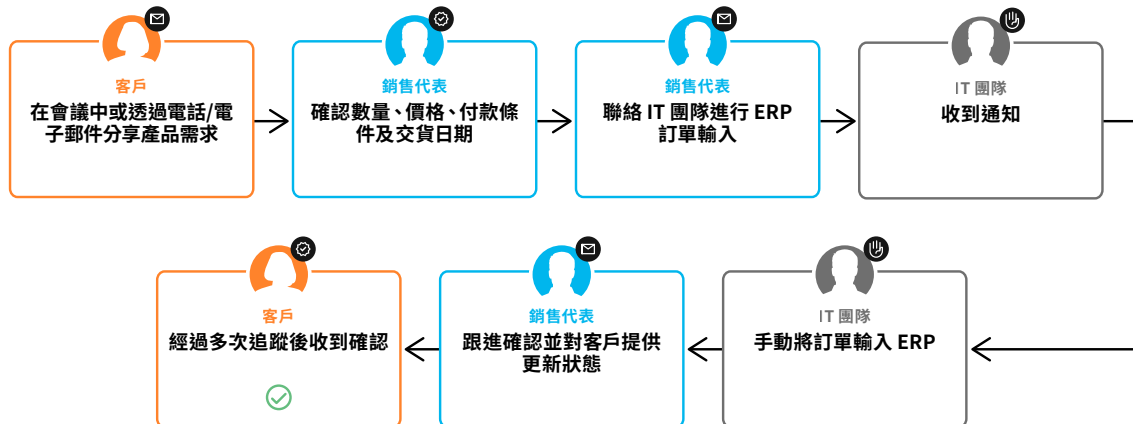 客戶
在會議中或透過電話/電
子郵件分享產品需求
銷售代表
確認數量、價格、付款條
件及交貨日期
銷售代表
聯絡 IT 團隊進行 ERP
訂單輸入
IT 團隊
收到通知
客戶
經過多次追蹤後收到確認
銷售代表
跟進確認並對客戶提供
更新狀態
IT 團隊
手動將訂單輸入 ERP